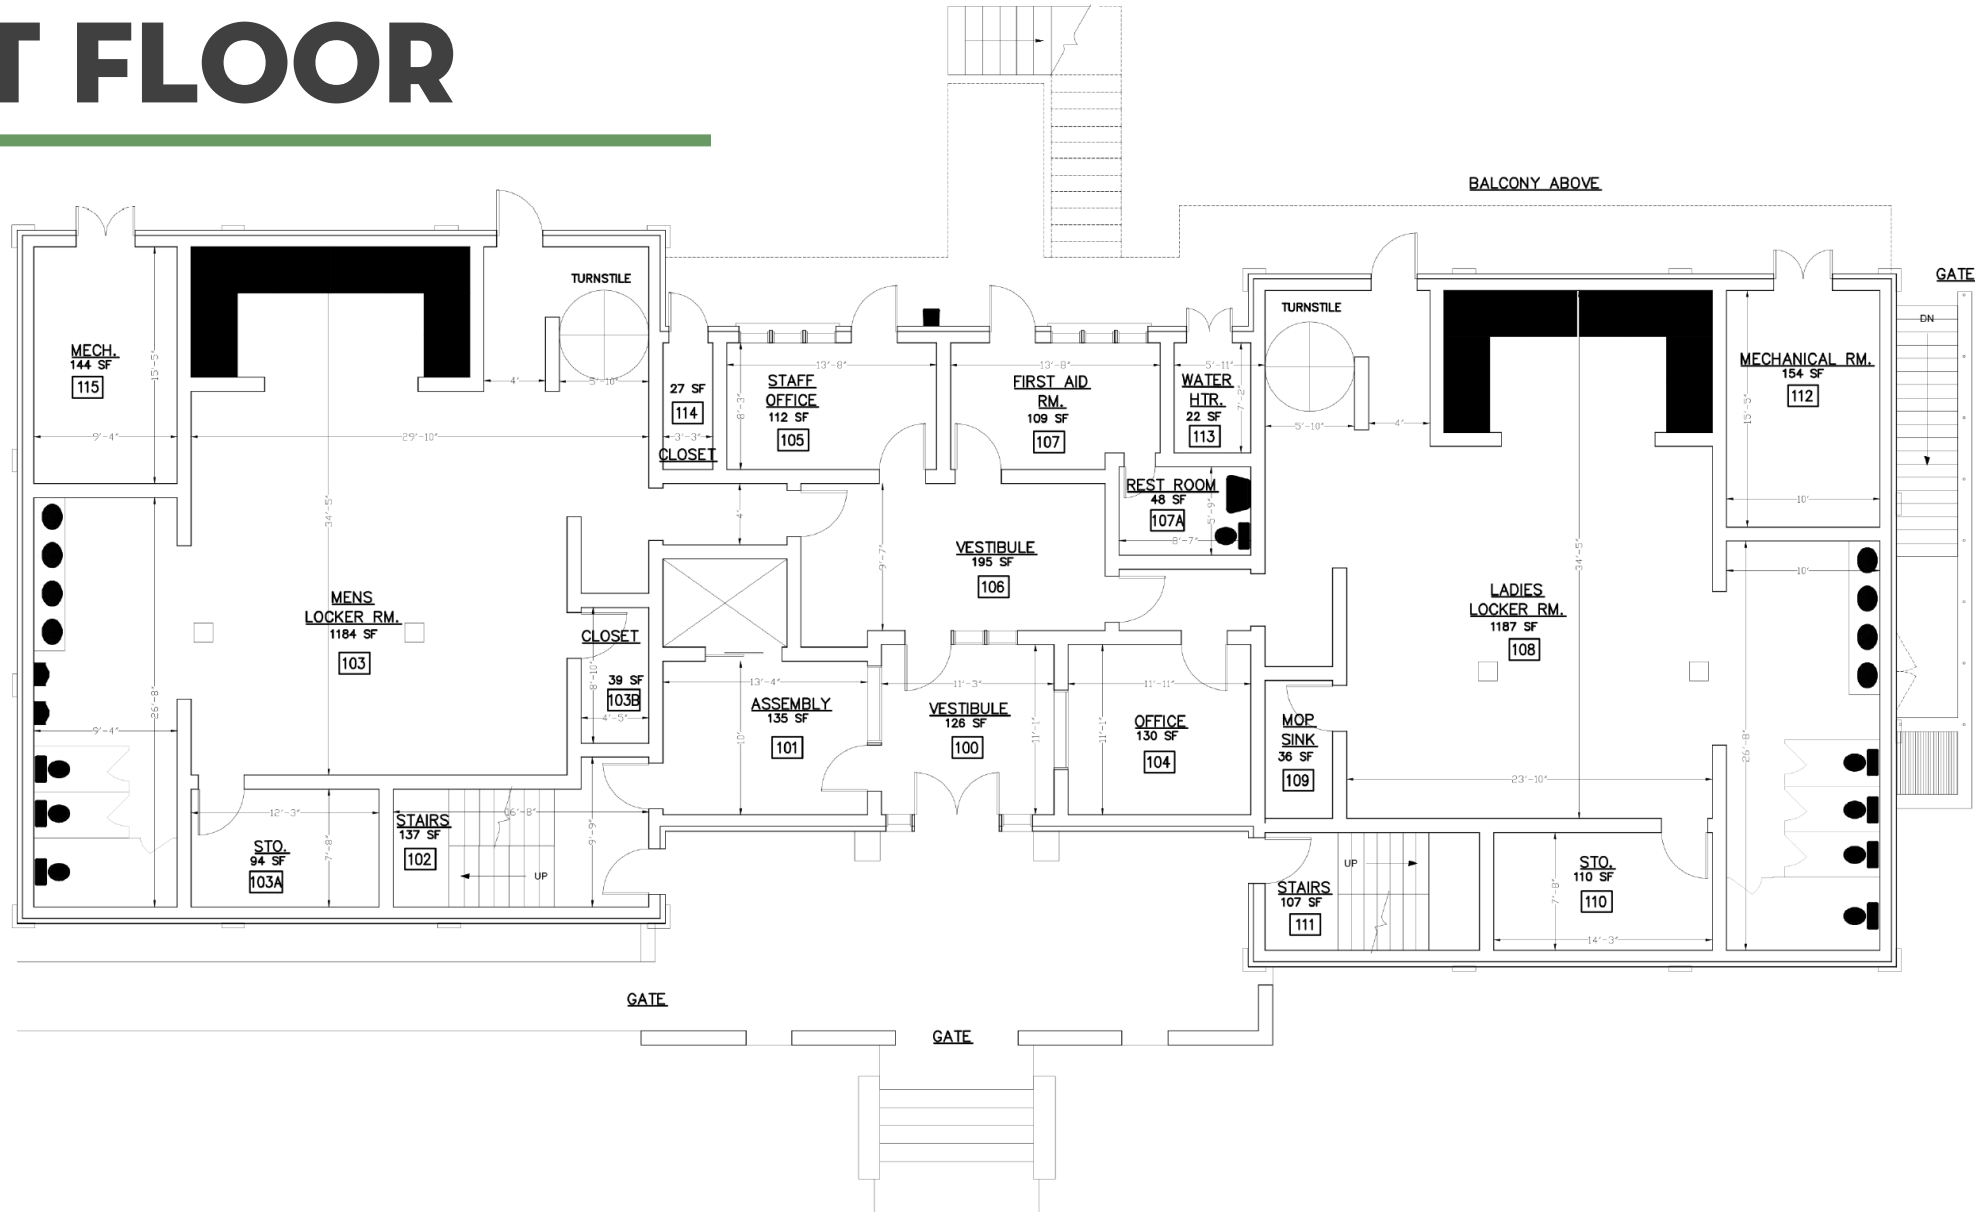 T FLOOR
BALCONY ABOVE
GATE
DN
TURNSTILE
TURNSTILE
MECH.
144 SF
115
15'-5"
9'-4"
4'
5'-10"
29'-10"
34'-5"
27 SF
114
3'-3"
CLOSET
STAFF
OFFICE
112 SF
105
13'-8"
8'-3"
FIRST AID
RM.
109 SF
107
13'-8"
WATER
HTR.
22 SF
113
5'-11"
7'-2"
5'-10"
4'
MECHANICAL RM.
154 SF
112
15'-5"
10'
REST ROOM
48 SF
107A
5'-9"
8'-7"
4'
9'-7"
VESTIBULE
195 SF
106
MENS
LOCKER RM.
1184 SF
103
CLOSET
39 SF
103B
8'-10"
4'-5"
LADIES
LOCKER RM.
1187 SF
108
34'-5"
10'
26'-8"
9'-4"
13'-4"
ASSEMBLY
135 SF
101
10'
11'-3"
VESTIBULE
126 SF
100
11'-1"
11'-11"
OFFICE
130 SF
104
11'-1"
MOP
SINK
36 SF
109
23'-10"
26'-8"
12'-3"
STO.
94 SF
103A
7'-8"
16'-8"
STAIRS
137 SF
102
UP
9'-9"
UP
STAIRS
107 SF
111
STO.
110 SF
110
7'-8"
14'-3"
GATE
GATE